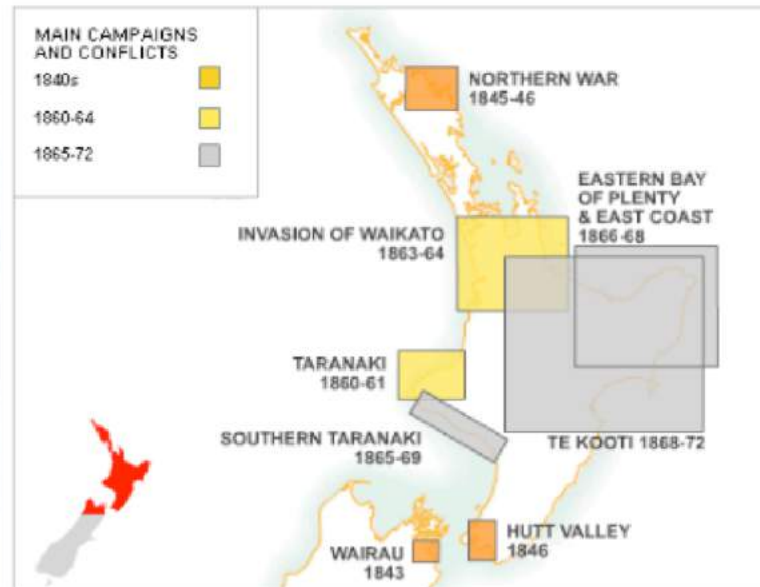 MAIN CAMPAIGNS
AND CONFLICTS
1840s
1860-64
1865-72
NORTHERN WAR
1845-46
EASTERN BAY
OF PLENTY
& EAST COAST
1866-68
INVASION OF WAIKATO
1863-64
TARANAKI
1860-61
SOUTHERN TARANAKI
1865-69
TE KOOTI 1868-72
HUTT VALLEY
1846
WAIRAU
1843